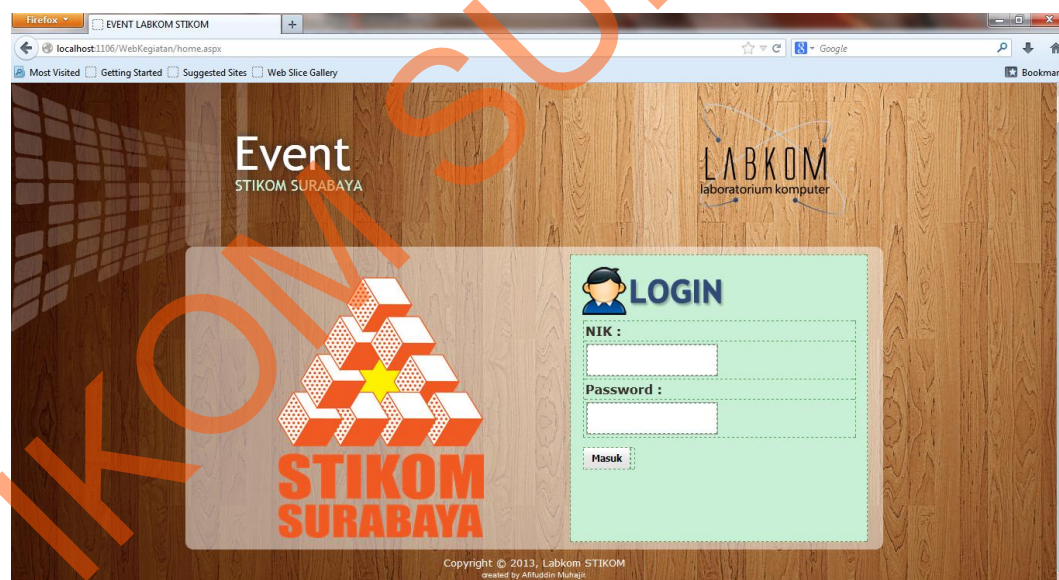 Firefox
EVENT LABKOM STIKOM
localhost:1106/WebKegiatan/home.aspx
Google
Most Visited Getting Started Suggested Sites Web Slice Gallery
Event
STIKOM SURABAYA
LABKOM
laboratorium komputer
LOGIN
NIK :
Password :
Masuk
STIKOM
SURABAYA
Copyright © 2013, Labkom STIKOM
created by Afifuddin Muhajir